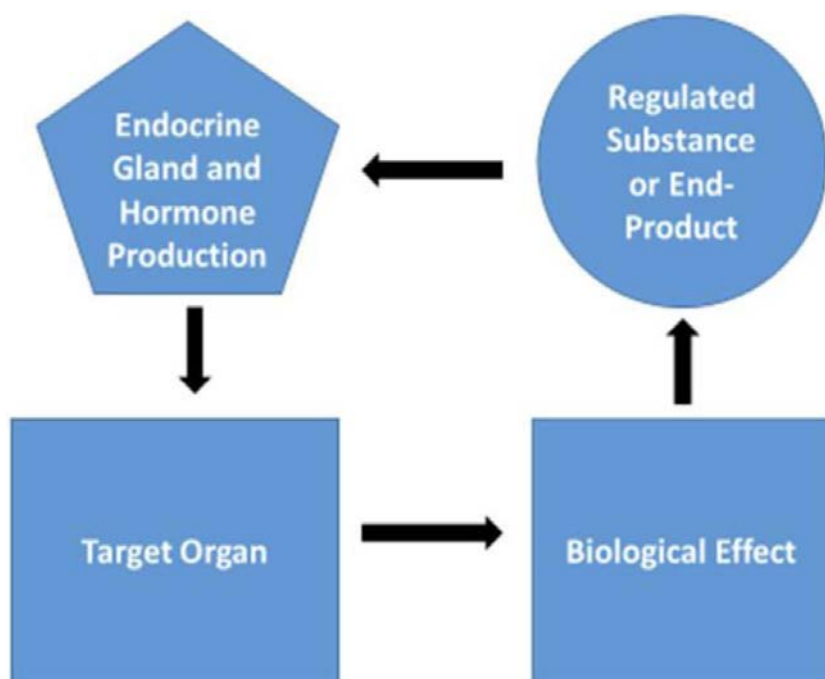 Endocrine
Gland and
Hormone
Production
Regulated
Substance
or End-
Product
Target Organ
Biological Effect